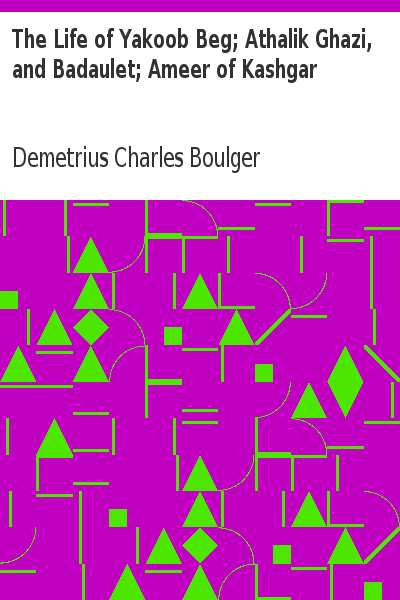 The Life of Yakoob Beg; Athalik Ghazi,
and Badaulet; Ameer of Kashgar
Demetrius Charles Boulger